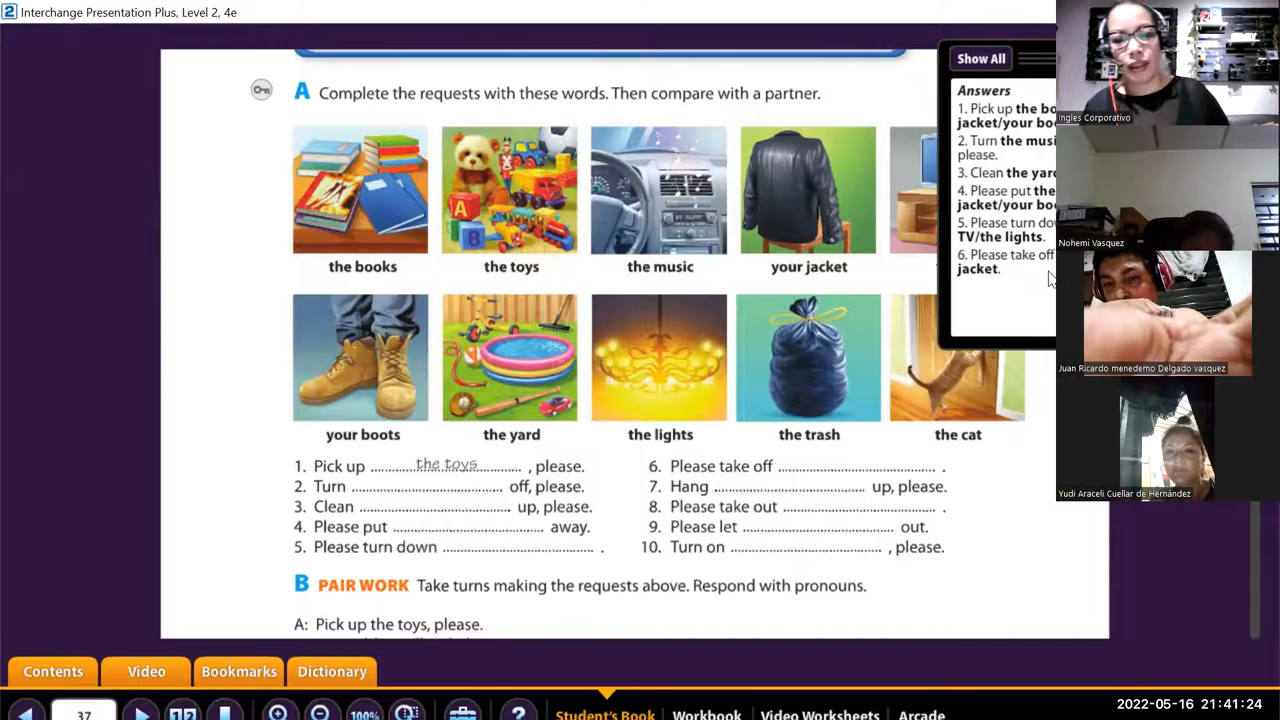 Interchange Presentation Plus, Level 2, 4e
A Complete the requests with these words. Then compare with a partner.
the books
the toys
the music
your jacket
your boots
the yard
the lights
the trash
the cat
1. Pick up the toys , please.
2. Turn .............................. off, please.
3. Clean .............................. up, please.
4. Please put .............................. away.
5. Please turn down .............................. .
6. Please take off .............................. .
7. Hang .............................. up, please.
8. Please take out .............................. .
9. Please let .............................. out.
10. Turn on .............................. , please.
B PAIR WORK Take turns making the requests above. Respond with pronouns.
A: Pick up the toys, please.
Show All
Answers
1. Pick up the
jacket/your
2. Turn the
please.
3. Clean the
4. Please put the
jacket/your
5. Please turn
TV/the lights.
6. Please take off
jacket.
Ingles Corporativo
Nohemi Vasquez
Juan Ricardo menedemo Delgado vasquez
Yudi Araceli Cuellar de Hernández
Contents
Video
Bookmarks
Dictionary
37
100%
Student's Book
Workbook
Video Worksheets
Arcade
2022-05-16 21:41:24